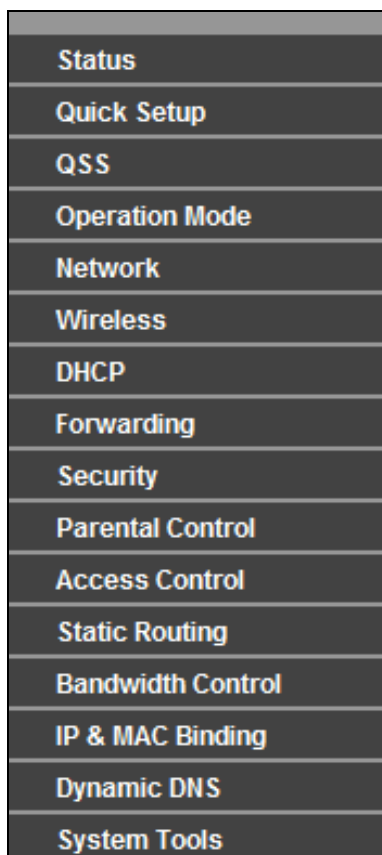 Status
Quick Setup
QSS
Operation Mode
Network
Wireless
DHCP
Forwarding
Security
Parental Control
Access Control
Static Routing
Bandwidth Control
IP & MAC Binding
Dynamic DNS
System Tools